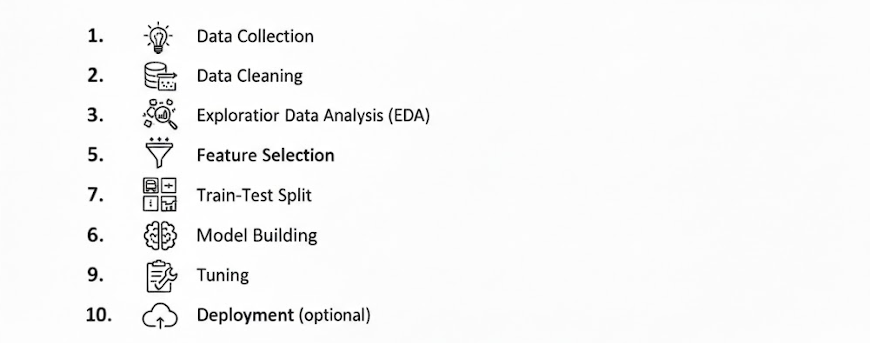 1. Data Collection
2. Data Cleaning
3. Exploratior Data Analysis (EDA)
5. Feature Selection
7. Train-Test Split
6. Model Building
9. Tuning
10. Deployment (optional)